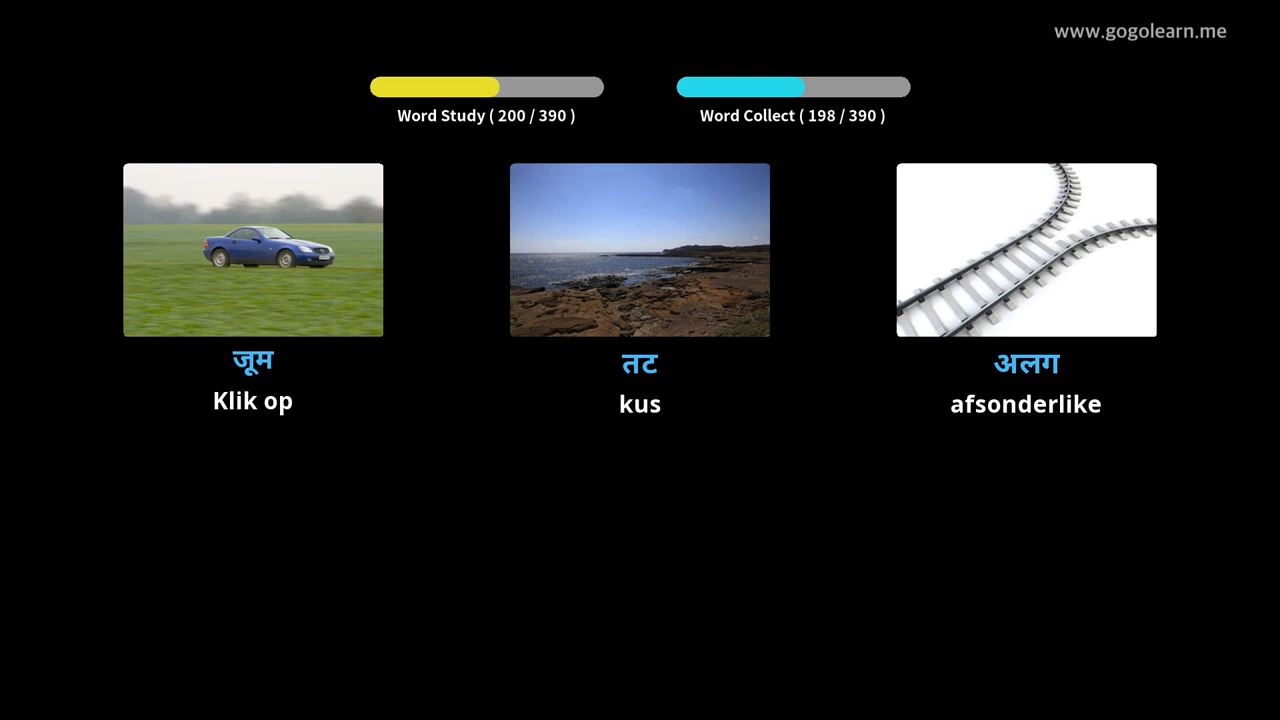 www.gogolearn.me
Word Study ( 200 / 390 )
Word Collect ( 198 / 390 )
जूम
तट
अलग
Klik op
kus
afsonderlike